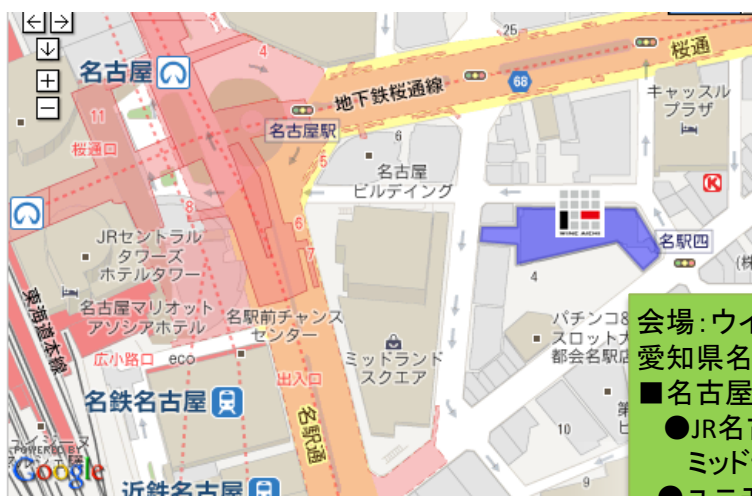 25
桜通
4
名古屋
68
キャッスル
プラザ
地下鉄桜通線
11
名古屋駅
桜通口
6
5
名古屋
ビルディング
K
8
WINC AICHI
JRセントラル
タワーズ
ホテルタワー
6
7
名駅四
4
東海道本線
名古屋マリオット
アソシアホテル
名駅前チャンス
センター
パチンコ&
スロット大
都会名駅店
会場:ウィ
愛知県名
広小路口
eco
ミッドランド
スクエア
出入口
■名古屋
名鉄名古屋
●JR名古
名駅通
10
ミッド
POWERED BY
Google
9
近鉄名古屋